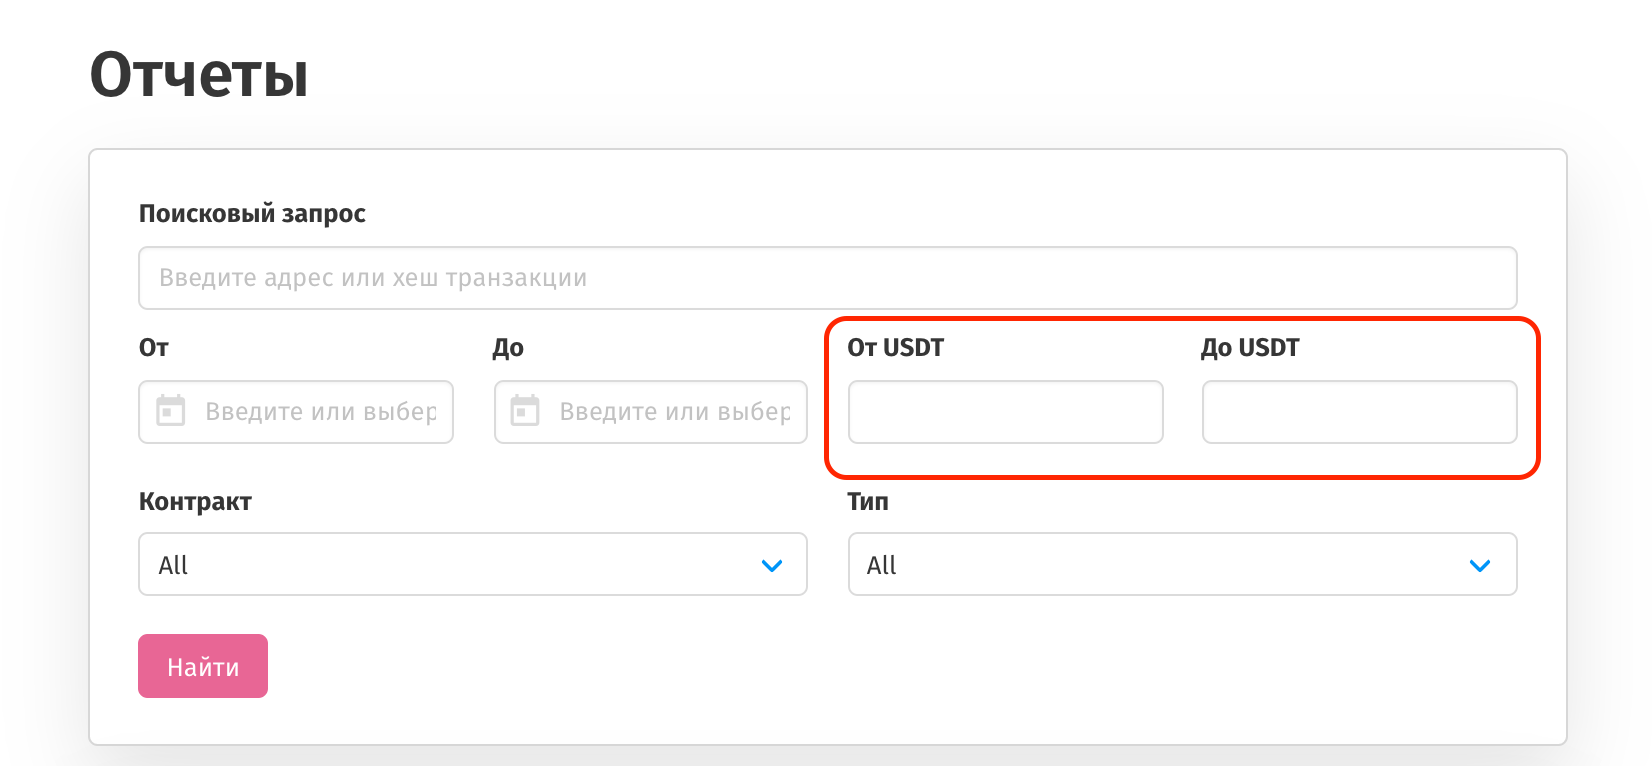 Отчеты
Поисковый запрос
Введите адрес или хеш транзакции
От До От USDT До USDT
Введите или выбер Введите или выбер
Контракт Тип
All All
Найти